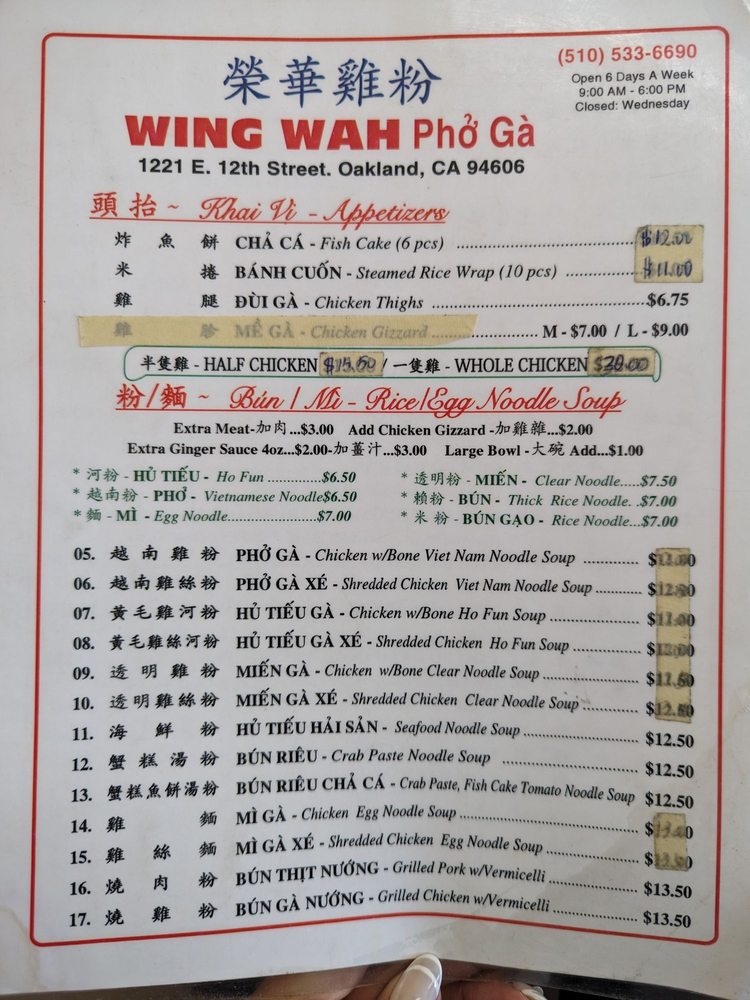 (510) 533-6690
榮華雞粉
Open 6 Days A Week
9:00 AM - 6:00 PM
Closed: Wednesday
WING WAH Phở Gà
1221 E. 12th Street. Oakland, CA 94606
頭抬~ Khai Vị - Appetizers
炸魚餅 CHẢ CÁ - Fish Cake (6 pcs) $12.00
米捲 BÁNH CUỐN - Steamed Rice Wrap (10 pcs) $11.00
雞腿 ĐÙI GÀ - Chicken Thighs $6.75
雞胗 MỀ GÀ - Chicken Gizzard M - $7.00 / L - $9.00
半隻雞 - HALF CHICKEN $15.50 / 一隻雞 - WHOLE CHICKEN $30.00
粉/麵 ~ Bún / Mì - Rice/Egg Noodle Soup
Extra Meat-加肉...$3.00 Add Chicken Gizzard -加雞雜...$2.00
Extra Ginger Sauce 4oz...$2.00-加薑汁...$3.00 Large Bowl -大碗 Add...$1.00
* 河粉 - HỦ TIẾU - Ho Fun $6.50 * 透明粉 - MIẾN - Clear Noodle.....$7.50
* 越南粉 - PHỞ - Vietnamese Noodle$6.50 * 賴粉 - BÚN - Thick Rice Noodle. ..$7.00
* 麵 - MÌ - Egg Noodle $7.00 * 米粉 - BÚN GẠO - Rice Noodle...$7.00
05. 越南雞粉 PHỞ GÀ - Chicken w/Bone Viet Nam Noodle Soup
06. 越南雞絲粉 PHỞ GÀ XÉ - Shredded Chicken Viet Nam Noodle Soup
07. 黃毛雞河粉 HỦ TIẾU GÀ - Chicken w/Bone Ho Fun Soup
08. 黃毛雞絲河粉 HỦ TIẾU GÀ XÉ - Shredded Chicken Ho Fun Soup
09. 透明雞粉 MIẾN GÀ - Chicken w/Bone Clear Noodle Soup
10. 透明雞絲粉 MIẾN GÀ XÉ - Shredded Chicken Clear Noodle Soup
11. 海鮮粉 HỦ TIẾU HẢI SẢN - Seafood Noodle Soup $12.50
12. 蟹糕湯粉 BÚN RIÊU - Crab Paste Noodle Soup $12.50
13. 蟹糕魚餅湯粉 BÚN RIÊU CHẢ CÁ - Crab Paste, Fish Cake Tomato Noodle Soup $12.50
14. 雞麵 MÌ GÀ - Chicken Egg Noodle Soup
15. 雞絲麵 MÌ GÀ XÉ - Shredded Chicken Egg Noodle Soup
16. 燒肉粉 BÚN THỊT NƯỚNG - Grilled Pork w/Vermicelli $13.50
17. 燒雞粉 BÚN GÀ NƯỚNG - Grilled Chicken w/Vermicelli $13.50